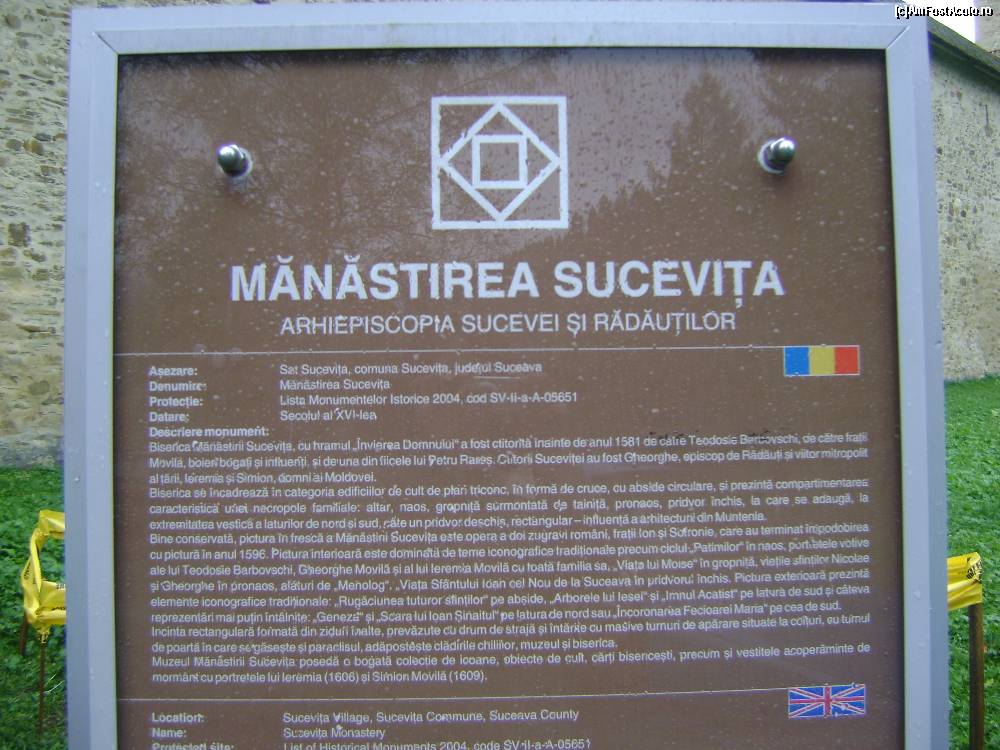 (c)AmFostAcolo.ro
MĂNĂSTIREA SUCEVIȚA
ARHIEPISCOPIA SUCEVEI ȘI RĂDĂUȚILOR
Așezare: Sat Sucevița, comuna Sucevița, județul Suceava
Denumire: Mănăstirea Sucevița
Protecție: Lista Monumentelor Istorice 2004, cod SV-II-a-A-05651
Datare: Secolul al XVI-lea
Descriere monument:
Biserica Mănăstirii Sucevița, cu hramul „Învierea Domnului" a fost ctitorită înainte de anul 1581 de către Teodosie Barbovschi, de către frații
Movilă, boieri bogați și influenți, și de una din fiicele lui Petru Rareș. Ctitorii Suceviței au fost Gheorghe, episcop de Rădăuți și viitor mitropolit
al țării, Ieremia și Simion, domni ai Moldovei.
Biserica se încadrează în categoria edificiilor de cult de plan triconc, în formă de cruce, cu abside circulare, și prezintă compartimentarea
caracteristică unei necropole familiale: altar, naos, gropniță surmontată de tainiță, pronaos, pridvor închis, la care se adaugă, la
extremitatea vestică a laturilor de nord și sud, câte un pridvor deschis, rectangular – influență a arhitecturii din Muntenia.
Bine conservată, pictura în frescă a Mănăstirii Sucevița este opera a doi zugravi români, frații Ion și Sofronie, care au terminat împodobirea
cu pictură în anul 1596. Pictura interioară este dominată de teme iconografice tradiționale precum ciclul „Patimilor" în naos, portretele votive
ale lui Teodosie Barbovschi, Gheorghe Movilă și al lui Ieremia Movilă cu toată familia sa, „Viața lui Moise" în gropniță, viețile sfinților Nicolae
și Gheorghe în pronaos, alături de „Menolog", „Viața Sfântului Ioan cel Nou de la Suceava în pridvorul închis. Pictura exterioară prezintă
elemente iconografice tradiționale: „Rugăciunea tuturor sfinților" pe abside, „Arborele lui Iesei" și „Imnul Acatist" pe latura de sud și câteva
reprezentări mai puțin întâlnite: „Geneza" și „Scara lui Ioan Sinaitul" pe latura de nord sau „Încoronarea Fecioarei Maria" pe cea de sud.
Incinta rectangulară formată din ziduri înalte, prevăzute cu drum de strajă și întărite cu masive turnuri de apărare situate la colțuri, cu turnul
de poartă în care se găsește și paraclisul, adăpostește clădirile chiliilor, muzeul și biserica.
Muzeul Mănăstirii Sucevița posedă o bogată colecție de icoane, obiecte de cult, cărți bisericești, precum și vestitele acoperăminte de
mormânt cu portretele lui Ieremia (1606) și Simion Movilă (1609).
Location: Sucevița Village, Sucevița Commune, Suceava County
Name: Sucevița Monastery
Protected site: List of Historical Monuments 2004, code SV-II-a-A-05651